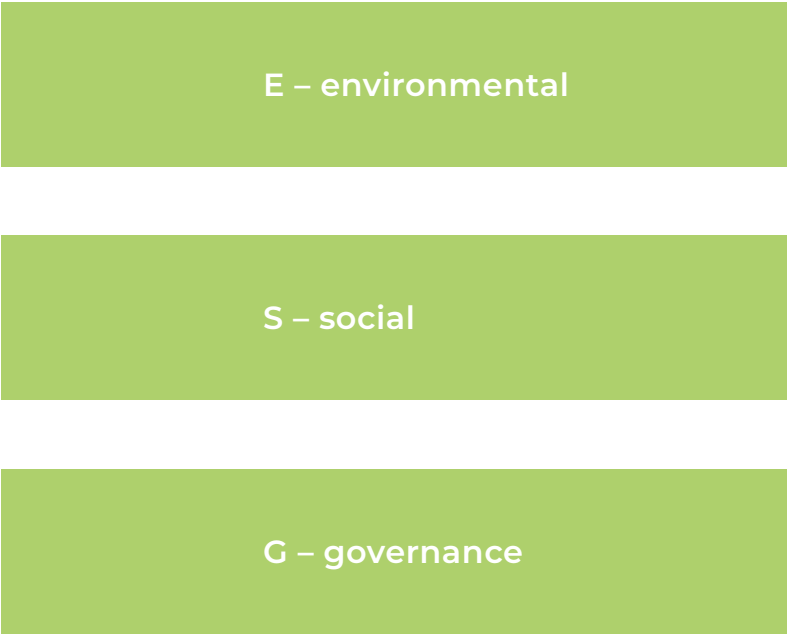 E – environmental
S – social
G – governance